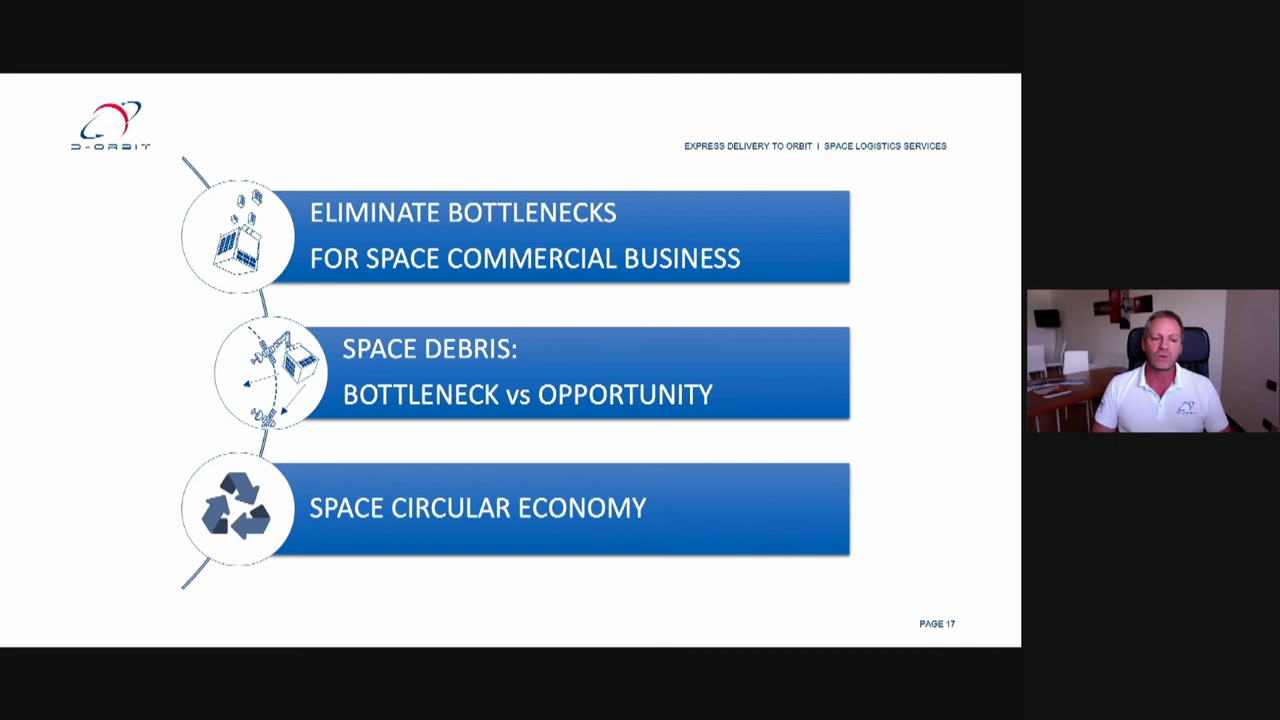 D-ORBIT
EXPRESS DELIVERY TO ORBIT | SPACE LOGISTICS SERVICES
ELIMINATE BOTTLENECKS
FOR SPACE COMMERCIAL BUSINESS
SPACE DEBRIS:
BOTTLENECK vs OPPORTUNITY
SPACE CIRCULAR ECONOMY
PAGE 17